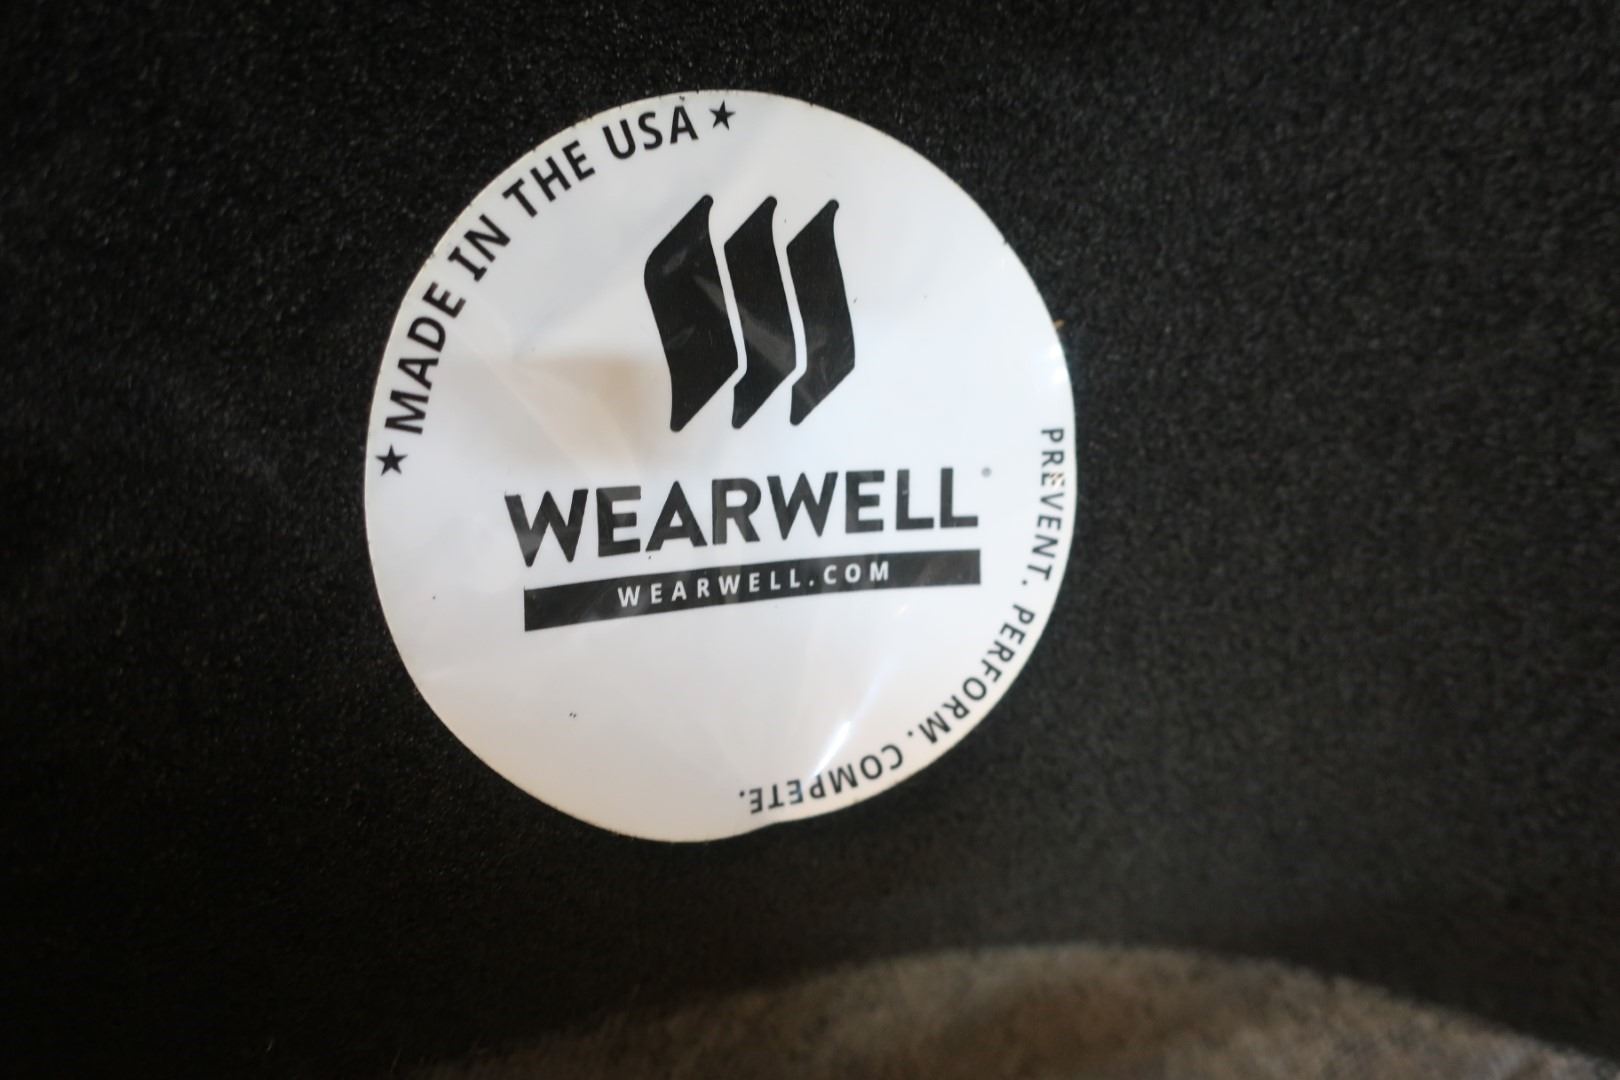 ★ MADE IN THE USA ★
WEARWELL®
WEARWELL.COM
PREVENT. PERFORM. COMPETE.